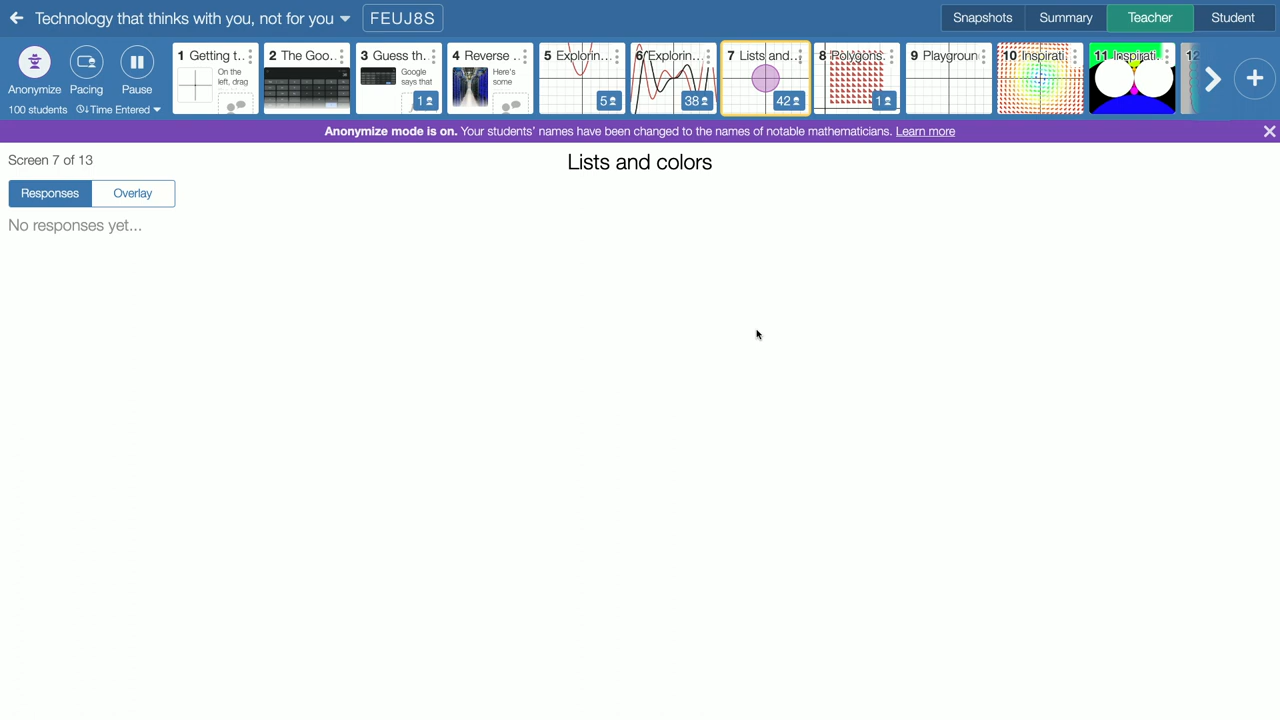 Technology that thinks with you, not for you
FEUJ8S
Snapshots
Summary
Teacher
Student
Anonymize
Pacing
Pause
100 students
Time Entered
1 Getting t..
On the
left, drag
2 The Goo..
3 Guess th..
Google
says that
1
4 Reverse ..
Here's
some
5 Explorin...
5
6 Explorin...
38
7 Lists and...
42
8 Polygons.
1
9 Playgroun
10 Inspirati
11 Inspirati.
12
Anonymize mode is on. Your students' names have been changed to the names of notable mathematicians. Learn more
Screen 7 of 13
Lists and colors
Responses
Overlay
No responses yet...